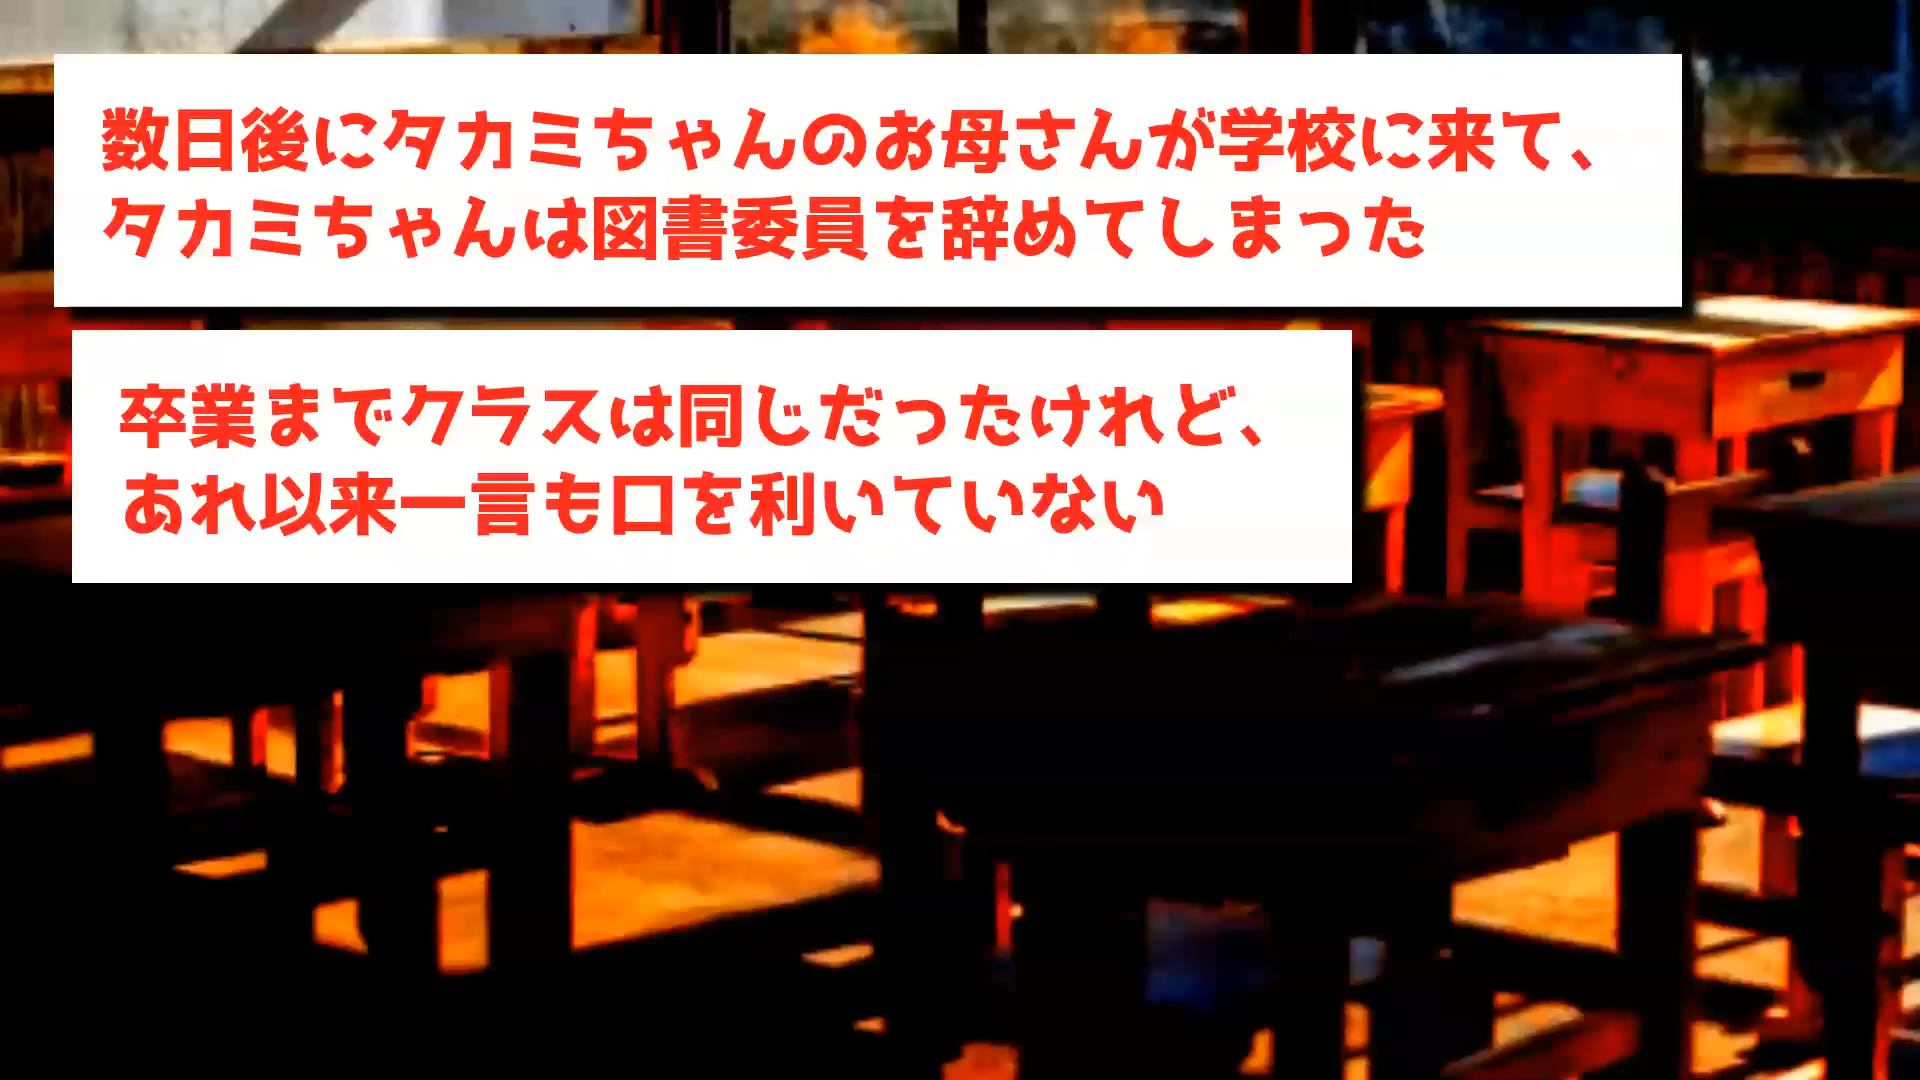 数日後にタカミちゃんのお母さんが学校に来て、
タカミちゃんは図書委員を辞めてしまった
卒業までクラスは同じだったけれど、
あれ以来一言も口を利いていない